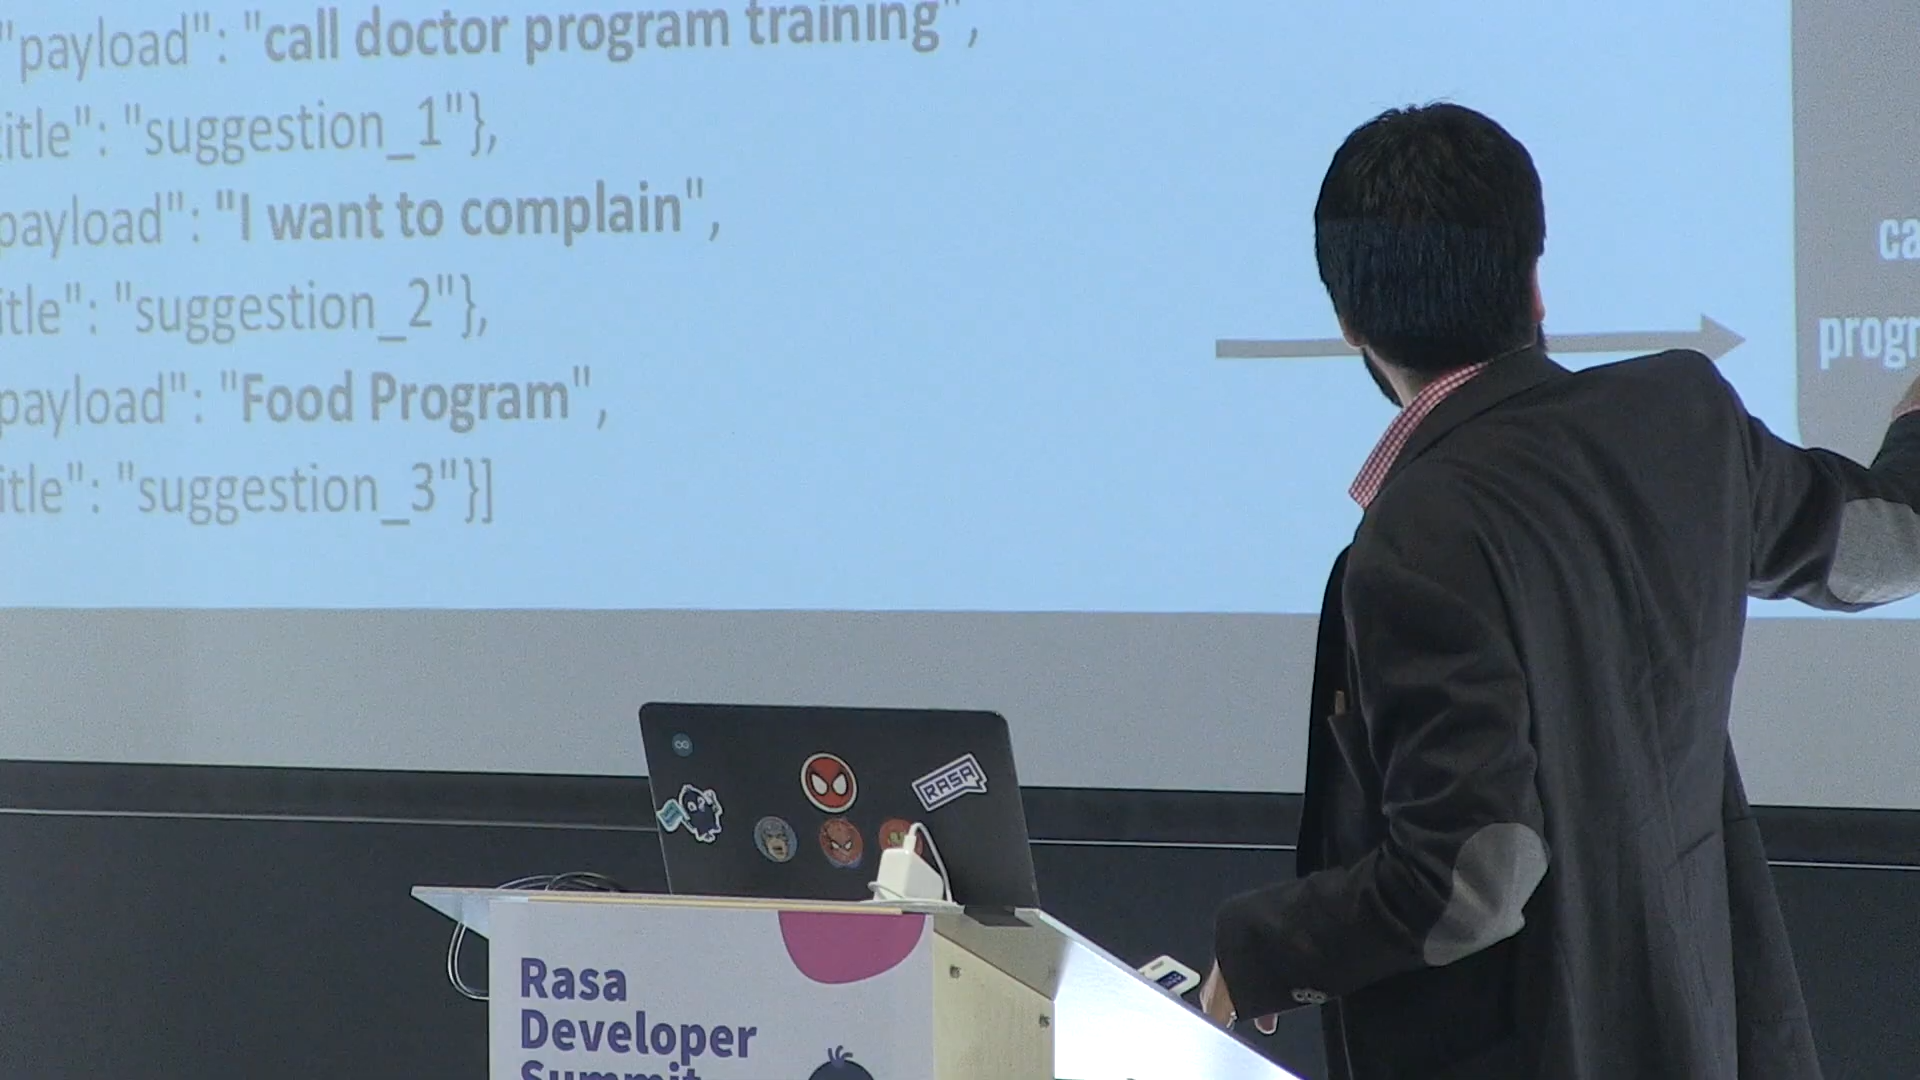 "payload": "call doctor program training",
itle": "suggestion_1"},
payload": "I want to complain",
itle": "suggestion_2"},
payload": "Food Program",
itle": "suggestion_3"}]
ca
progr
RASA
Rasa
Developer
Summit